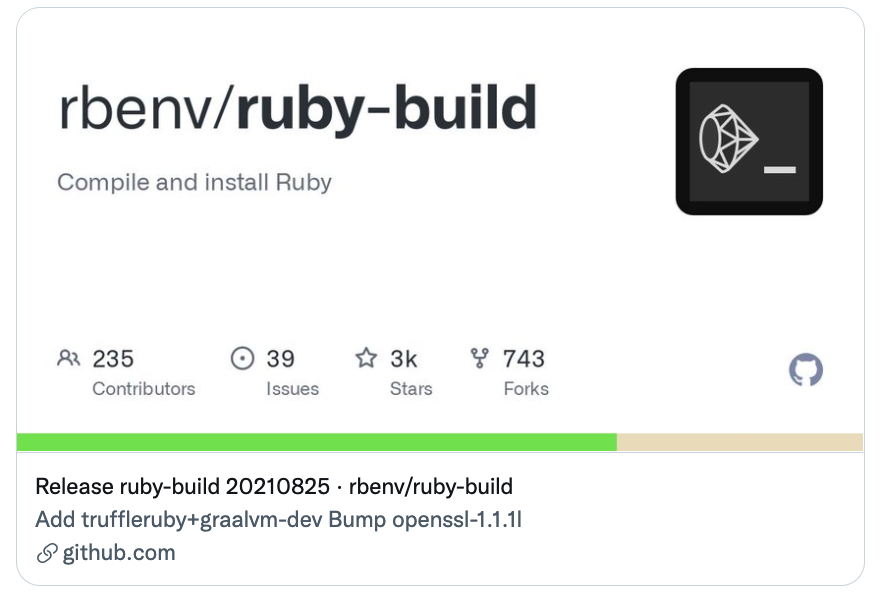 rbenv/ruby-build
Compile and install Ruby
235 39 3k 743
Contributors Issues Stars Forks
Release ruby-build 20210825 · rbenv/ruby-build
Add truffleruby+graalvm-dev Bump openssl-1.1.1l
github.com